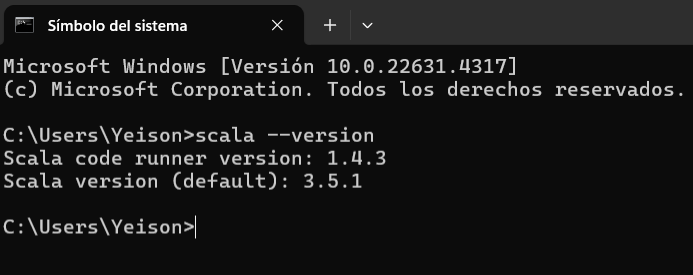 Símbolo del sistema
Microsoft Windows [Versión 10.0.22631.4317]
(c) Microsoft Corporation. Todos los derechos reservados.
C:\Users\Yeison>scala --version
Scala code runner version: 1.4.3
Scala version (default): 3.5.1
C:\Users\Yeison>